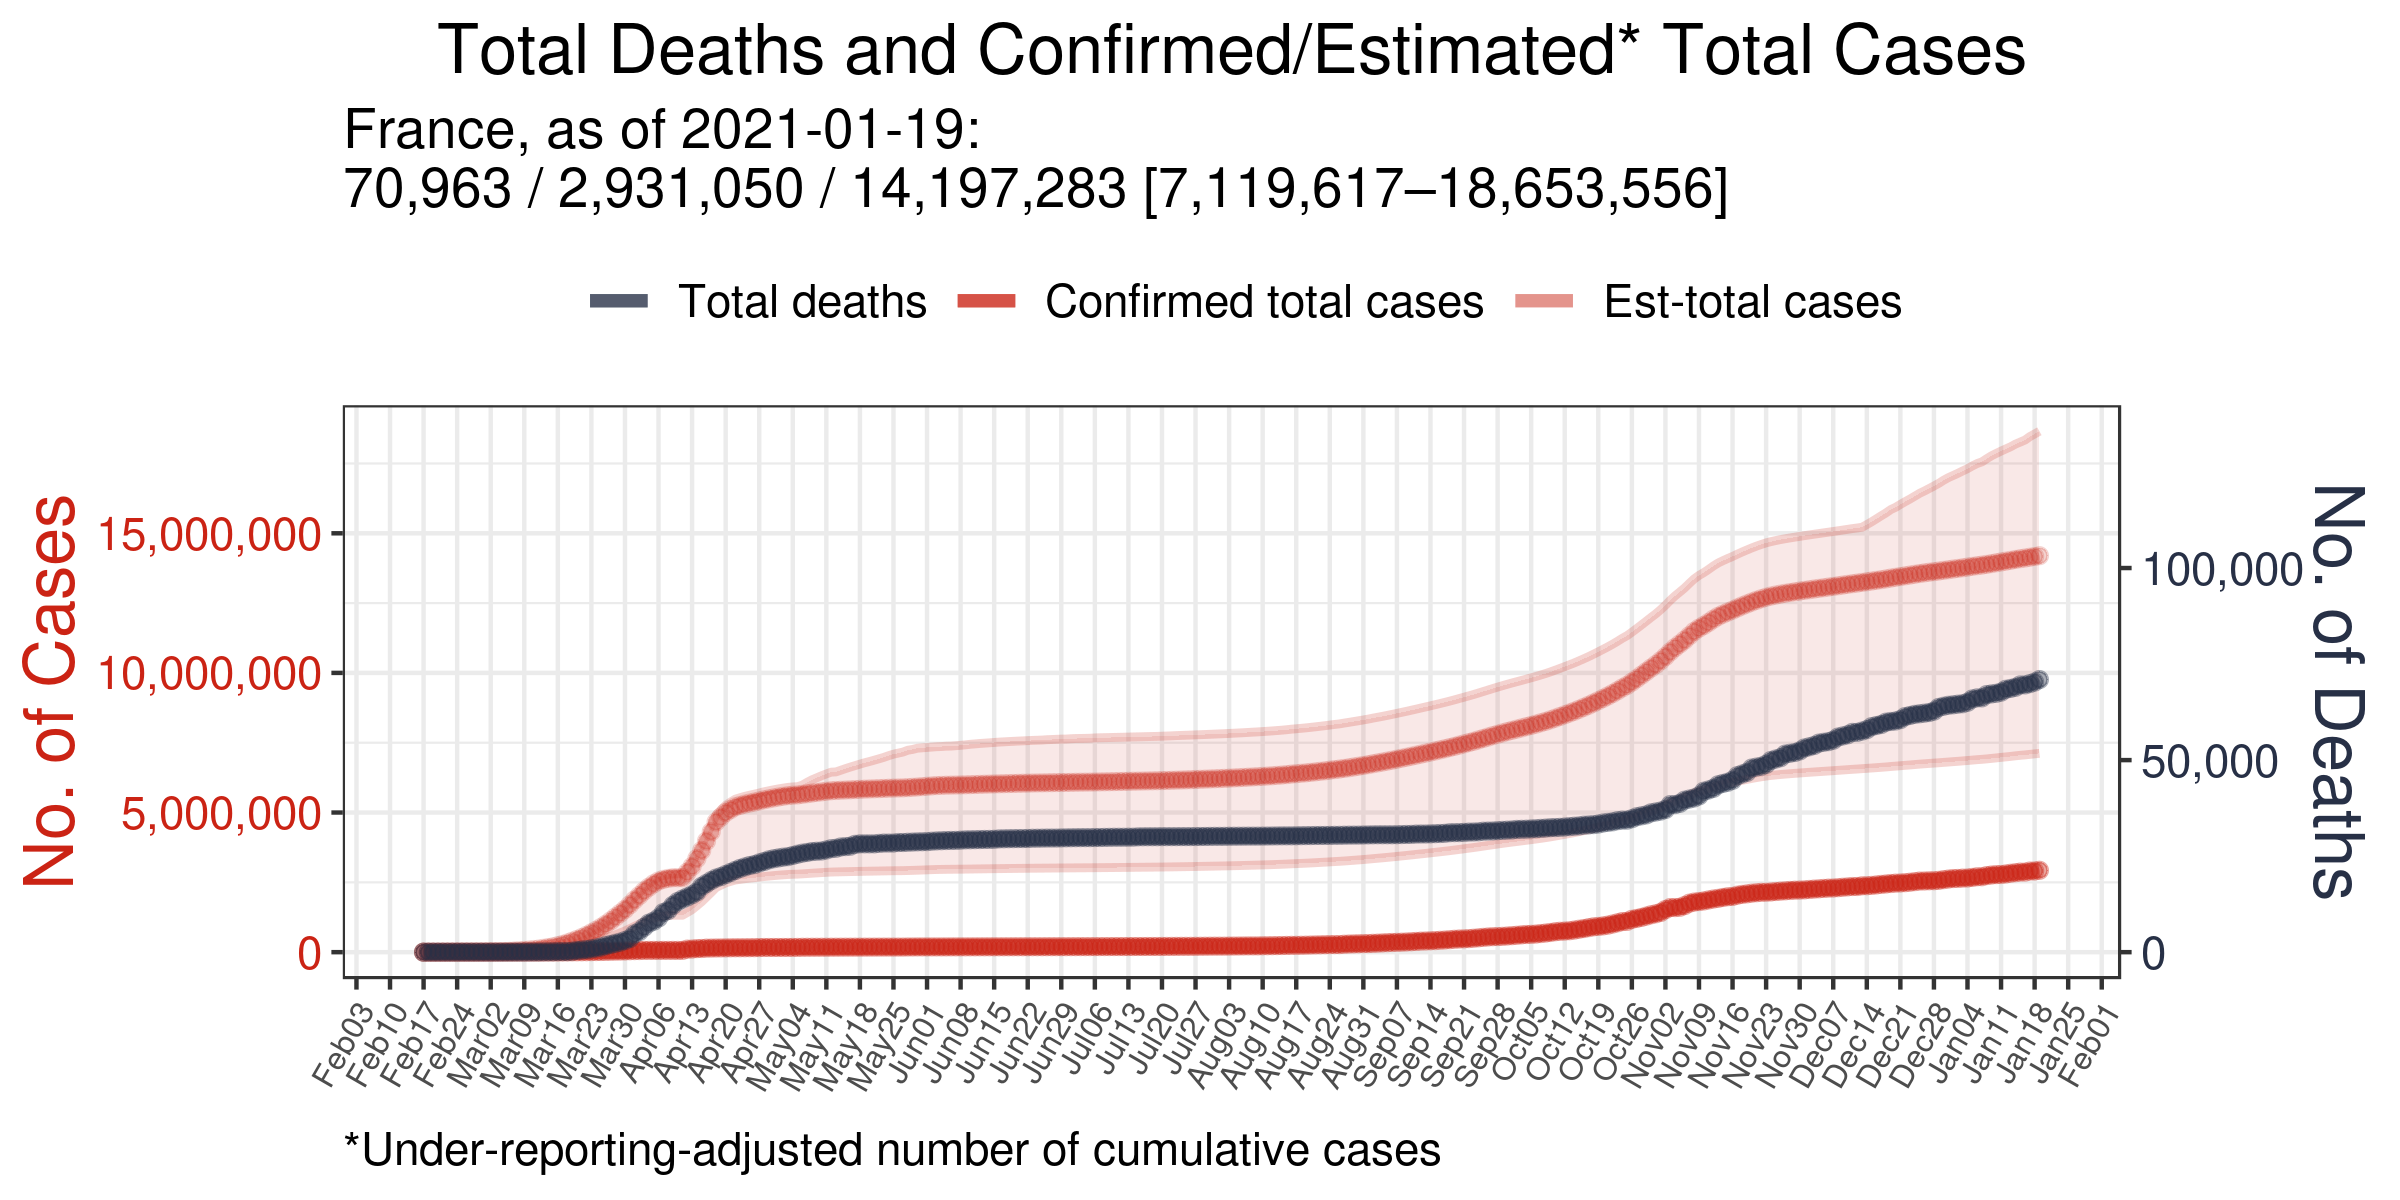 Total Deaths and Confirmed/Estimated* Total Cases
France, as of 2021-01-19:
70,963 / 2,931,050 / 14,197,283 [7,119,617–18,653,556]
Total deaths
Confirmed total cases
Est-total cases
No. of Cases
15,000,000
10,000,000
5,000,000
0
100,000
50,000
0
No. of Deaths
Feb03
Feb10
Feb17
Feb24
Mar02
Mar09
Mar16
Mar23
Mar30
Apr06
Apr13
Apr20
Apr27
May04
May11
May18
May25
Jun01
Jun08
Jun15
Jun22
Jun29
Jul06
Jul13
Jul20
Jul27
Aug03
Aug10
Aug17
Aug24
Aug31
Sep07
Sep14
Sep21
Sep28
Oct05
Oct12
Oct19
Oct26
Nov02
Nov09
Nov16
Nov23
Nov30
Dec07
Dec14
Dec21
Dec28
Jan04
Jan11
Jan18
Jan25
Feb01
*Under-reporting-adjusted number of cumulative cases